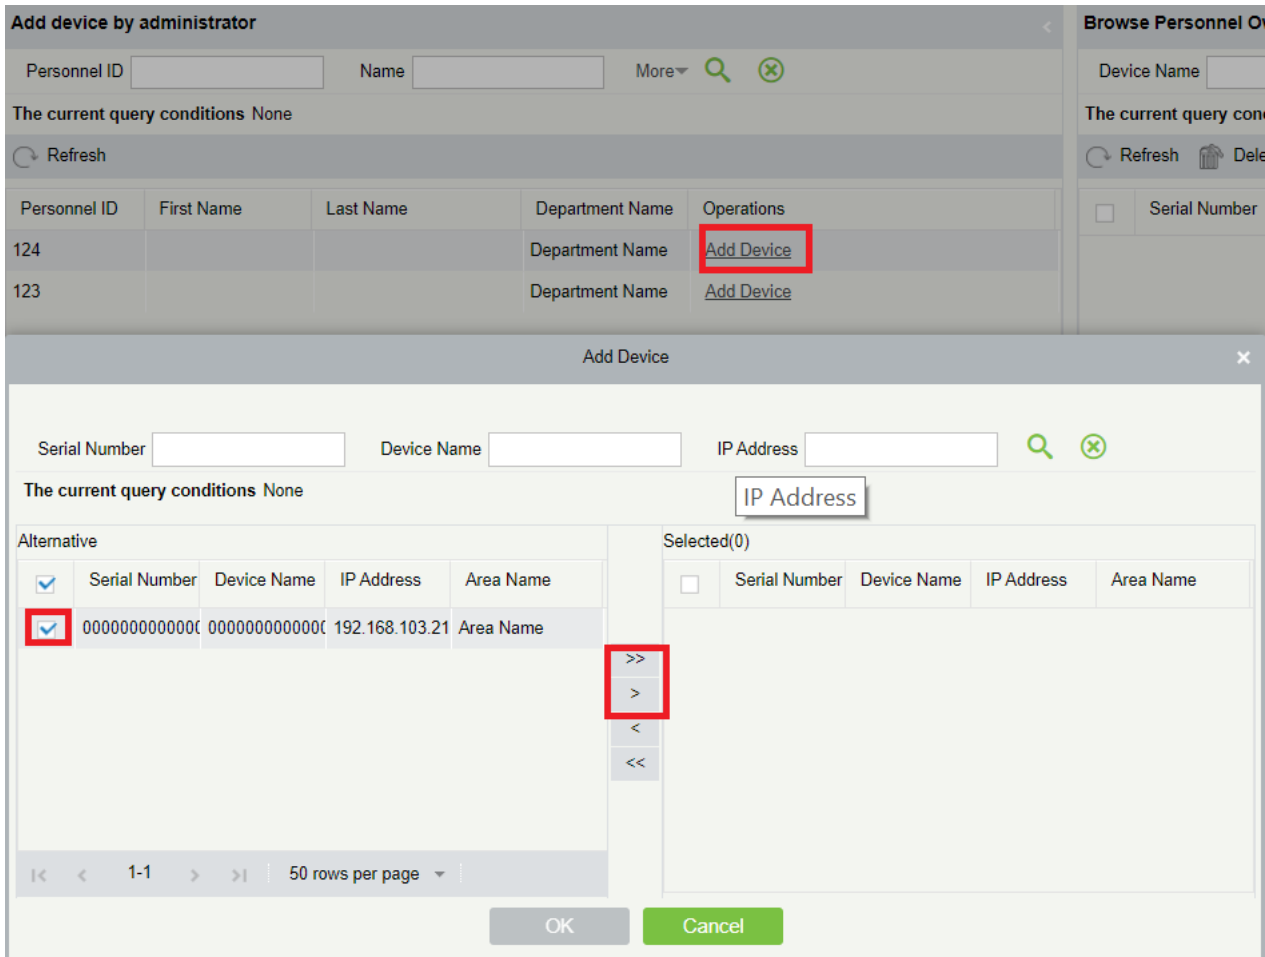 Add device by administrator
Browse Personnel
Personnel ID
Name
More
Device Name
The current query conditions None
The current query
Refresh
Refresh
Personnel ID First Name Last Name Department Name Operations
Serial Number
124 Department Name Add Device
123 Department Name Add Device
Add Device
Serial Number
Device Name
IP Address
The current query conditions None
IP Address
Alternative
Selected(0)
Serial Number Device Name IP Address Area Name
Serial Number Device Name IP Address Area Name
192.168.103.21 Area Name
>>
>
<
<<
1-1
50 rows per page
OK
Cancel